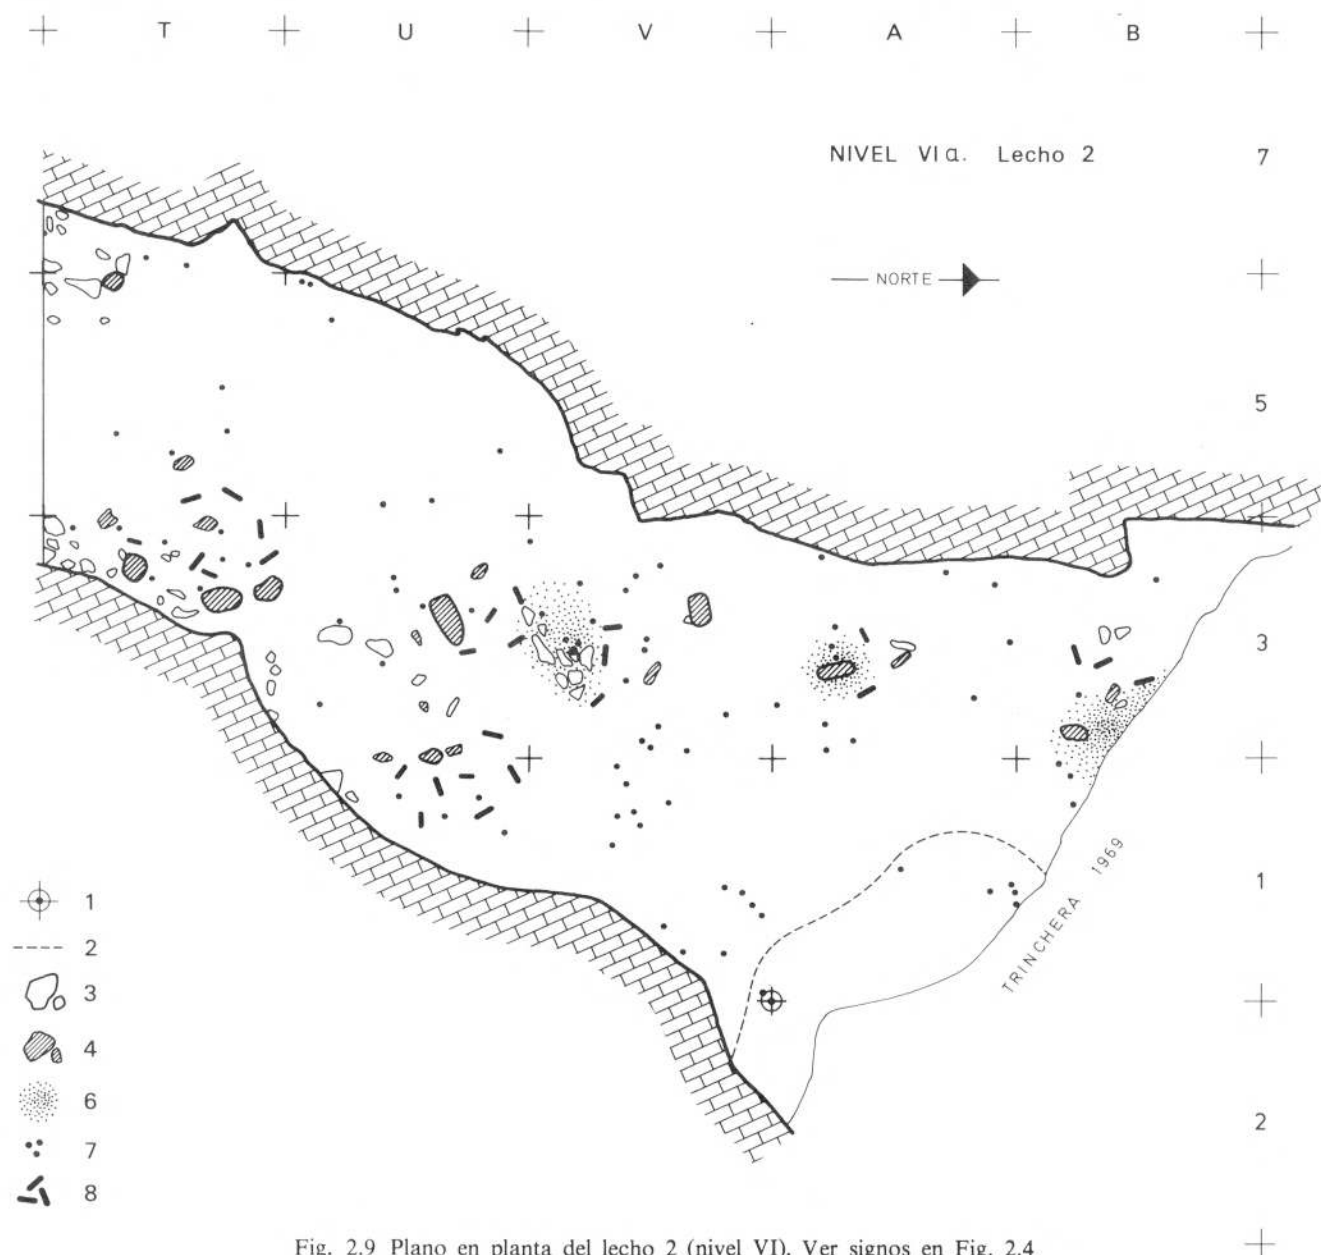 T U V A B
NIVEL VI a. Lecho 2
7
NORTE
5
3
1
TRINCHERA 1969
2
1
2
3
4
6
7
8
Fig. 2.9 Plano en planta del lecho 2 (nivel VI). Ver signos en Fig. 2.4